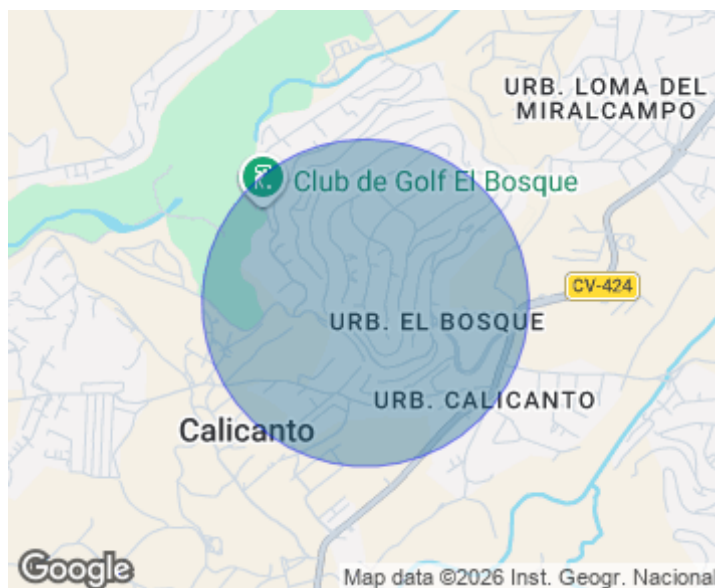 URB. LOMA DEL
MIRALCAMPO
Club de Golf El Bosque
CV-424
URB. EL BOSQUE
URB. CALICANTO
Calicanto
Google
Map data ©2026 Inst. Geogr. Nacional